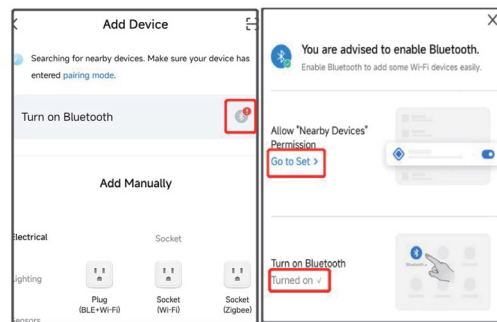 Add Device
Searching for nearby devices. Make sure your device has
entered pairing mode.
Turn on Bluetooth
Add Manually
Electrical
Socket
Lighting
Plug
(BLE+Wi-Fi)
Socket
(Wi-Fi)
Socket
(Zigbee)
Sensors
You are advised to enable Bluetooth.
Enable Bluetooth to add some Wi-Fi devices easily.
Allow "Nearby Devices"
Permission
Go to Set >
Turn on Bluetooth
Turned on √